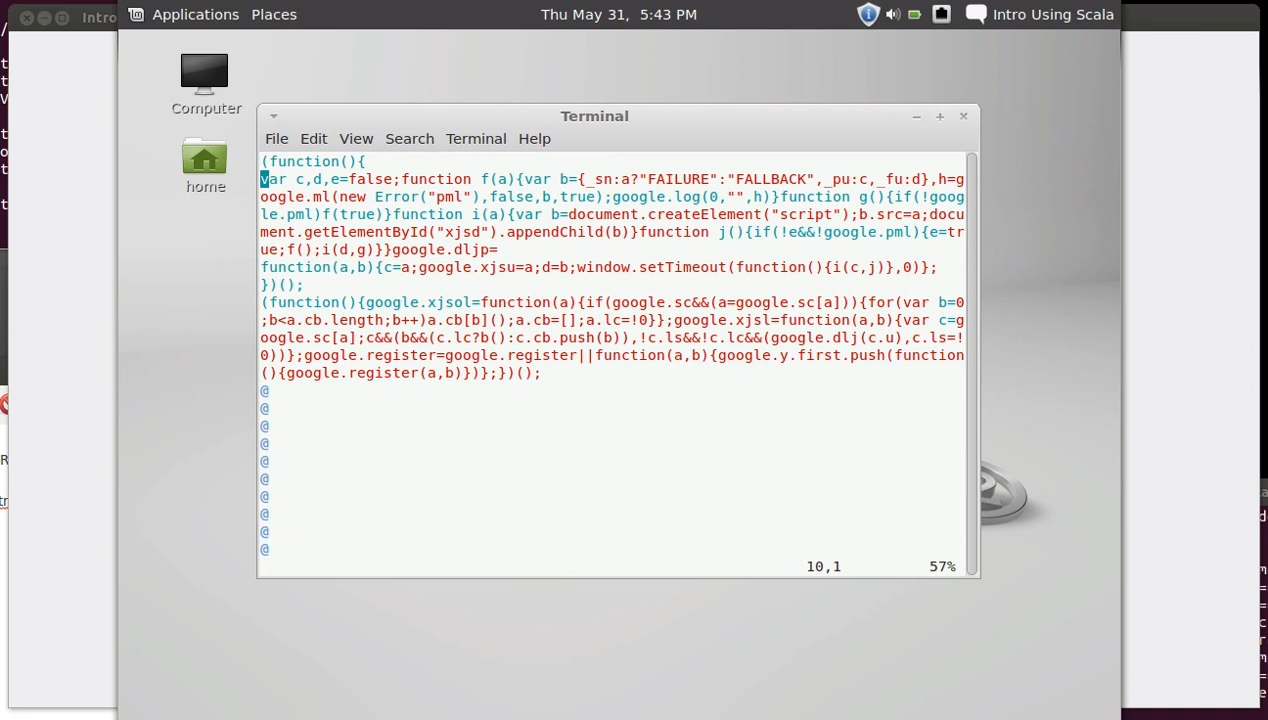 Intro
Applications Places Thu May 31, 5:43 PM Intro Using Scala
Computer
home
Terminal
File Edit View Search Terminal Help
(function(){
var c,d,e=false;function f(a){var b={_sn:a?"FAILURE":"FALLBACK",_pu:c,_fu:d},h=g
oogle.ml(new Error("pml"),false,b,true);google.log(0,"",h)}function g(){if(!goog
le.pml)f(true)}function i(a){var b=document.createElement("script");b.src=a;docu
ment.getElementById("xjsd").appendChild(b)}function j(){if(!e&&!google.pml){e=tr
ue;f();i(d,g)}}google.dljp=
function(a,b){c=a;google.xjsu=a;d=b;window.setTimeout(function(){i(c,j)},0)};
})();
(function(){google.xjsol=function(a){if(google.sc&&(a=google.sc[a])){for(var b=0
;b<a.cb.length;b++)a.cb[b]();a.cb=[];a.lc=!0}};google.xjsl=function(a,b){var c=g
oogle.sc[a];c&&(b&&(c.lc?b():c.cb.push(b)),!c.ls&&!c.lc&&(google.dlj(c.u),c.ls=!
0))};google.register=google.register||function(a,b){google.y.first.push(function
(){google.register(a,b)})};})();
@
@
@
@
@
@
@
@
@
@
10,1 57%